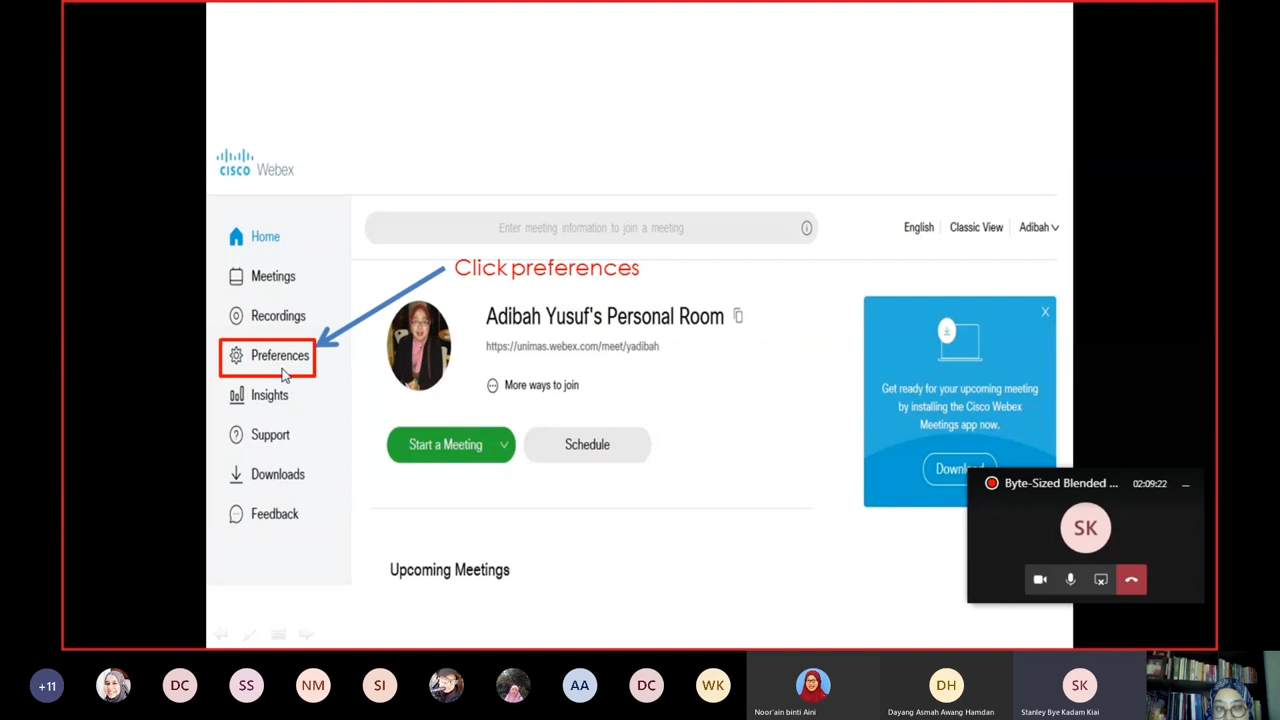 CISCO Webex
Home
Meetings
Recordings
Preferences
Insights
Support
Downloads
Feedback
Enter meeting information to join a meeting
English
Classic View
Adibah
Click preferences
Adibah Yusuf's Personal Room
https://unimas.webex.com/meet/yadibah
More ways to join
Start a Meeting
Schedule
X
Get ready for your upcoming meeting
by installing the Cisco Webex
Meetings app now.
Download
Upcoming Meetings
Byte-Sized Blended ...
02:09:22
SK
+11
DC
SS
NM
SI
AA
DC
WK
Noor'ain binti Aini
DH
Dayang Asmah Awang Hamdan
SK
Stanley Bye Kadam Kiai